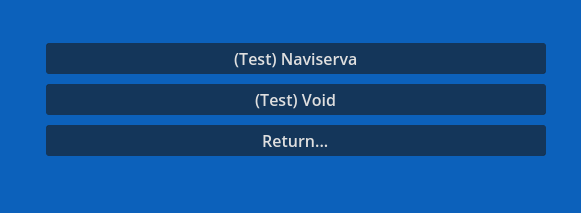 (Test) Naviserva
(Test) Void
Return...